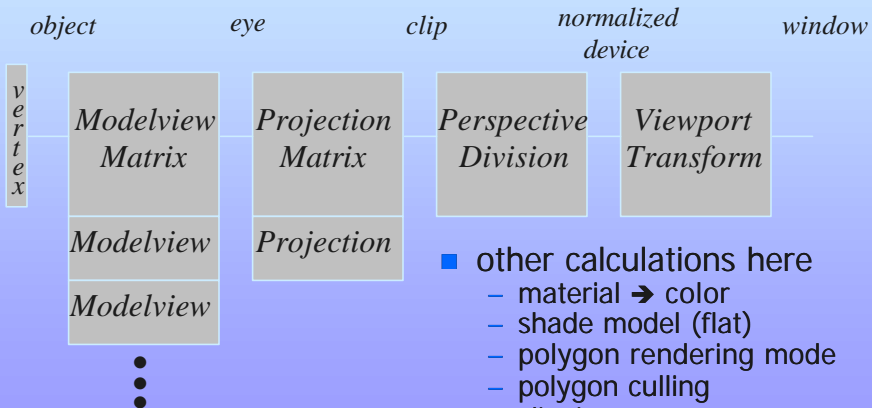 object eye clip normalized device window
vertex
Modelview Matrix
Projection Matrix
Perspective Division
Viewport Transform
Modelview
Projection
Modelview
■ other calculations here
– material ➔ color
– shade model (flat)
– polygon rendering mode
– polygon culling